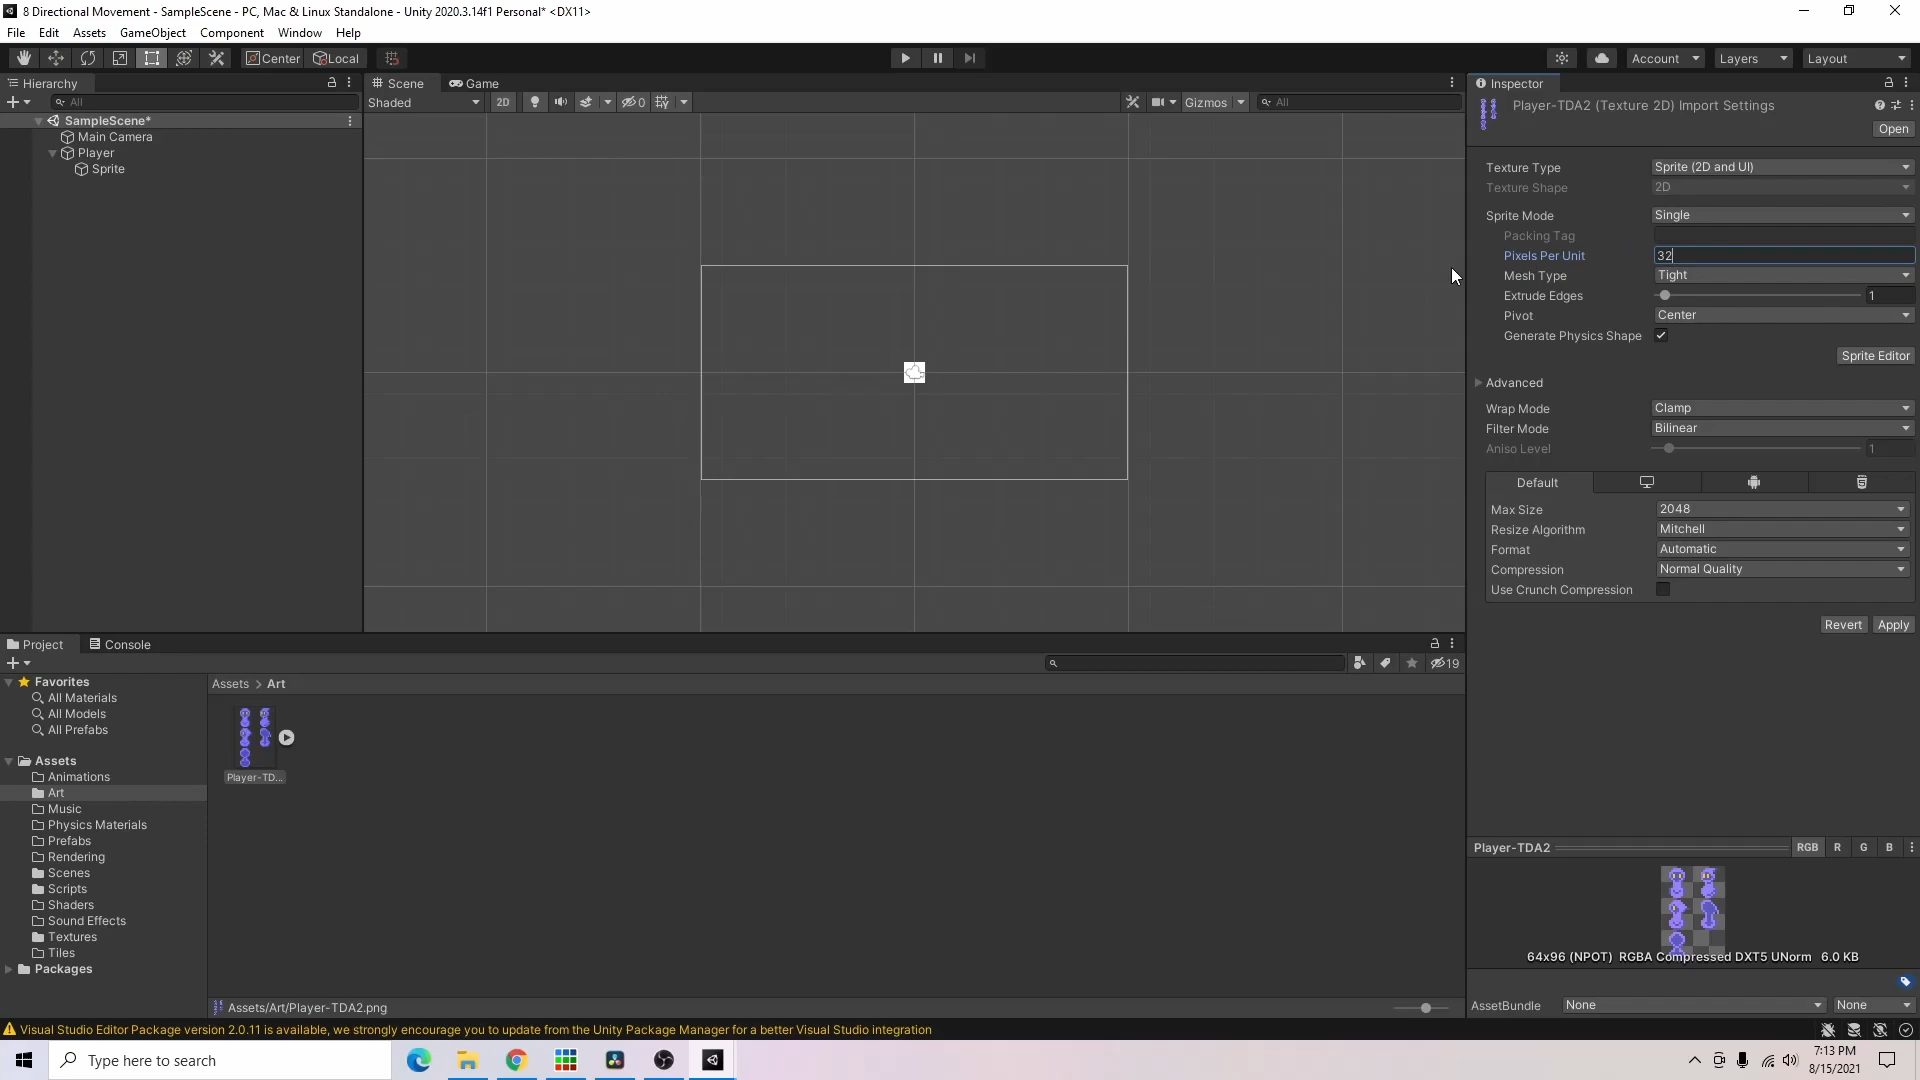 8 Directional Movement - SampleScene - PC, Mac & Linux Standalone - Unity 2020.3.14f1 Personal* <DX11>
File Edit Assets GameObject Component Window Help
Center Local Account Layers Layout
Hierarchy
All
SampleScene*
Main Camera
Player
Sprite
Scene Game
Shaded 2D 0 Gizmos All
Inspector
Player-TDA2 (Texture 2D) Import Settings
Open
Texture Type Sprite (2D and UI)
Texture Shape 2D
Sprite Mode Single
Packing Tag
Pixels Per Unit 32
Mesh Type Tight
Extrude Edges 1
Pivot Center
Generate Physics Shape
Sprite Editor
Advanced
Wrap Mode Clamp
Filter Mode Bilinear
Aniso Level 1
Default
Max Size 2048
Resize Algorithm Mitchell
Format Automatic
Compression Normal Quality
Use Crunch Compression
Revert Apply
Project Console
19
Favorites
All Materials
All Models
All Prefabs
Assets
Animations
Art
Music
Physics Materials
Prefabs
Rendering
Scenes
Scripts
Shaders
Sound Effects
Textures
Tiles
Packages
Assets > Art
Player-TD...
Assets/Art/Player-TDA2.png
Player-TDA2 RGB R G B
64x96 (NPOT) RGBA Compressed DXT5 UNorm 6.0 KB
AssetBundle None None
Visual Studio Editor Package version 2.0.11 is available, we strongly encourage you to update from the Unity Package Manager for a better Visual Studio integration
Type here to search
7:13 PM
8/15/2021